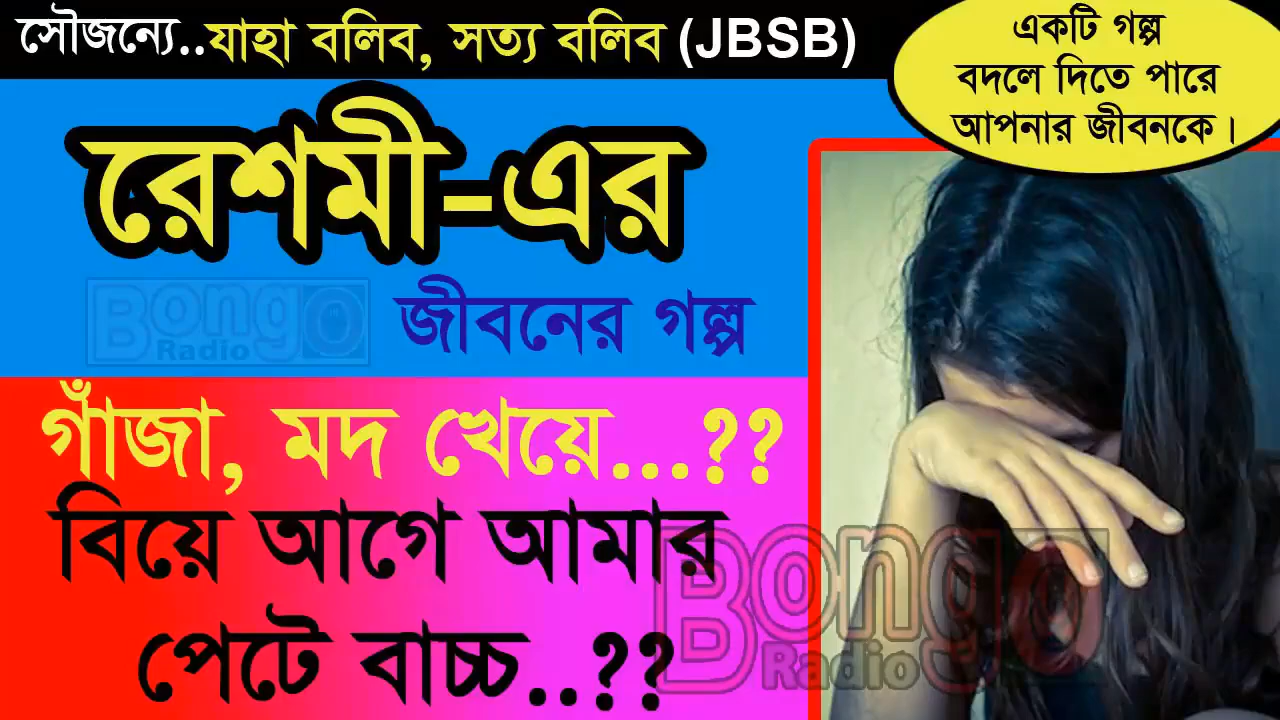 সৌজন্যে..যাহা বলিব, সত্য বলিব (JBSB)
একটি গল্প
বদলে দিতে পারে
আপনার জীবনকে।
রেশমী-এর
Bongo
Radio
জীবনের গল্প
গাঁজা, মদ খেয়ে...??
বিয়ে আগে আমার
পেটে বাচ্চ..??
Bongo
Radio